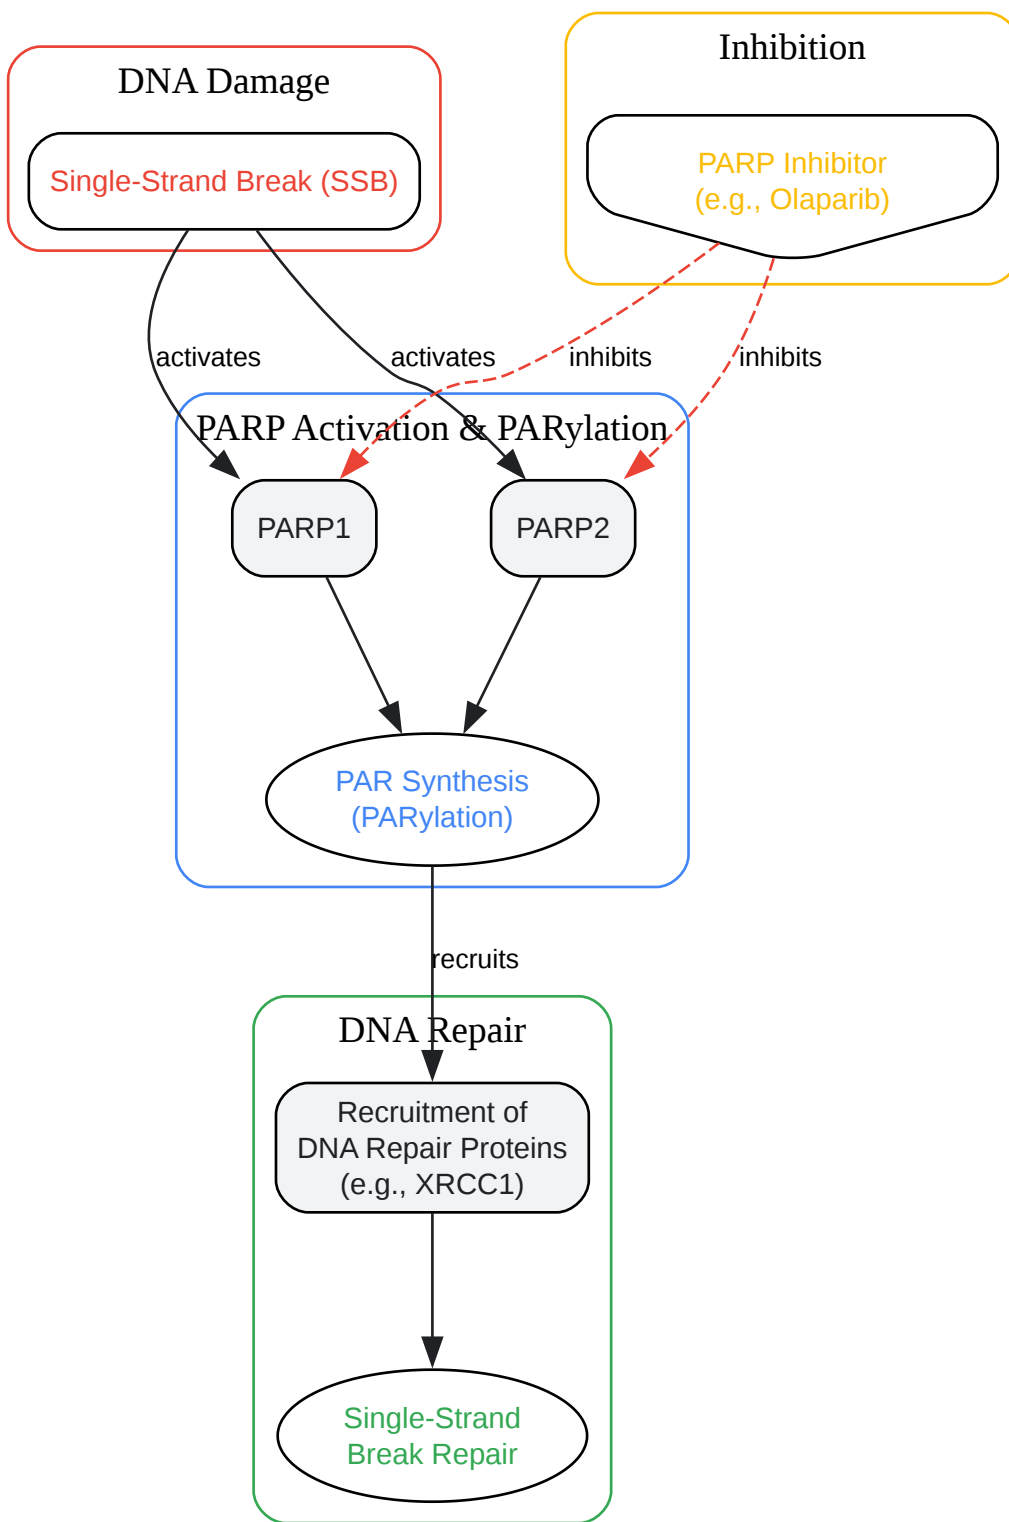 DNA Damage
Single-Strand Break (SSB)
Inhibition
PARP Inhibitor
(e.g., Olaparib)
activates
activates
inhibits
inhibits
PARP Activation & PARylation
PARP1
PARP2
PAR Synthesis
(PARylation)
recruits
DNA Repair
Recruitment of
DNA Repair Proteins
(e.g., XRCC1)
Single-Strand
Break Repair